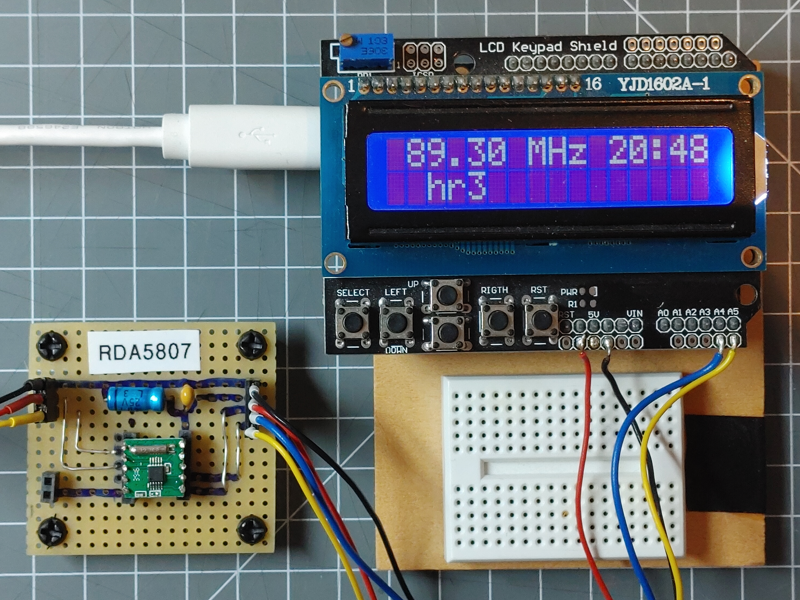 LCD Keypad Shield
1
16 YJD1602A-1
89.30 MHz 20:48
hr3
SELECT LEFT UP RIGTH RST PWR
DOWN
RST 5V VIN A0 A1 A2 A3 A4 A5
RDA5807